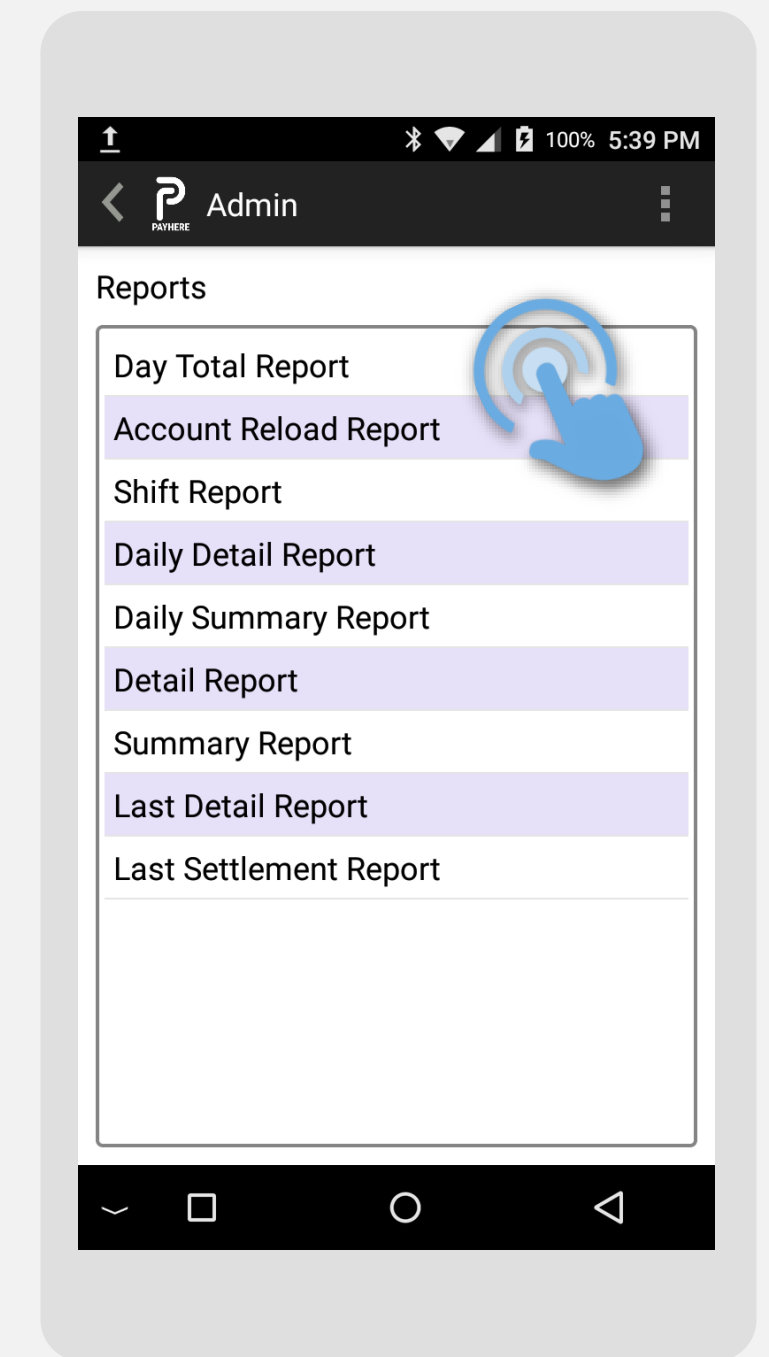 100% 5:39 PM
PAYHERE
Admin
Reports
Day Total Report
Account Reload Report
Shift Report
Daily Detail Report
Daily Summary Report
Detail Report
Summary Report
Last Detail Report
Last Settlement Report